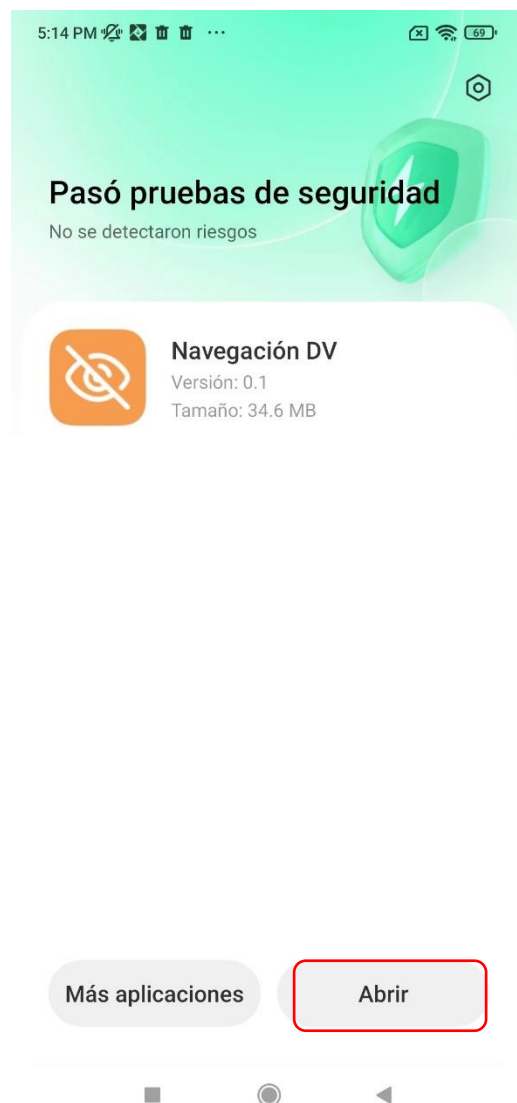 5:14 PM ... 69
Pasó pruebas de seguridad
No se detectaron riesgos
Navegación DV
Versión: 0.1
Tamaño: 34.6 MB
Más aplicaciones Abrir